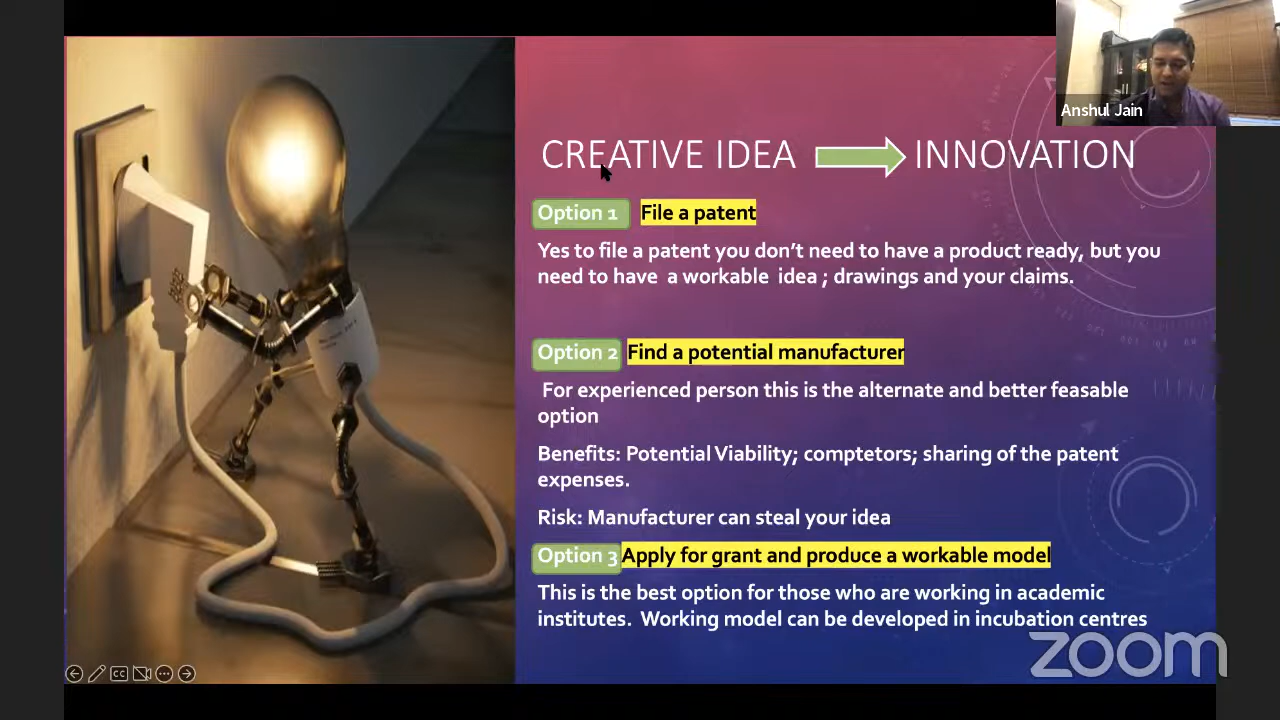 Anshul Jain
CREATIVE IDEA INNOVATION
Option 1 File a patent
Yes to file a patent you don't need to have a product ready, but you
need to have a workable idea ; drawings and your claims.
Option 2 Find a potential manufacturer
For experienced person this is the alternate and better feasable
option
Benefits: Potential Viability; comptetors; sharing of the patent
expenses.
Risk: Manufacturer can steal your idea
Option 3 Apply for grant and produce a workable model
This is the best option for those who are working in academic
institutes. Working model can be developed in incubation centres
zoom
CC